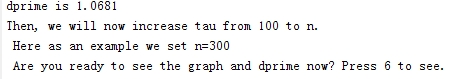 dprime is 1.0681
Then, we will now increase tau from 100 to n.
Here as an example we set n=300
Are you ready to see the graph and dprime now? Press 6 to see.